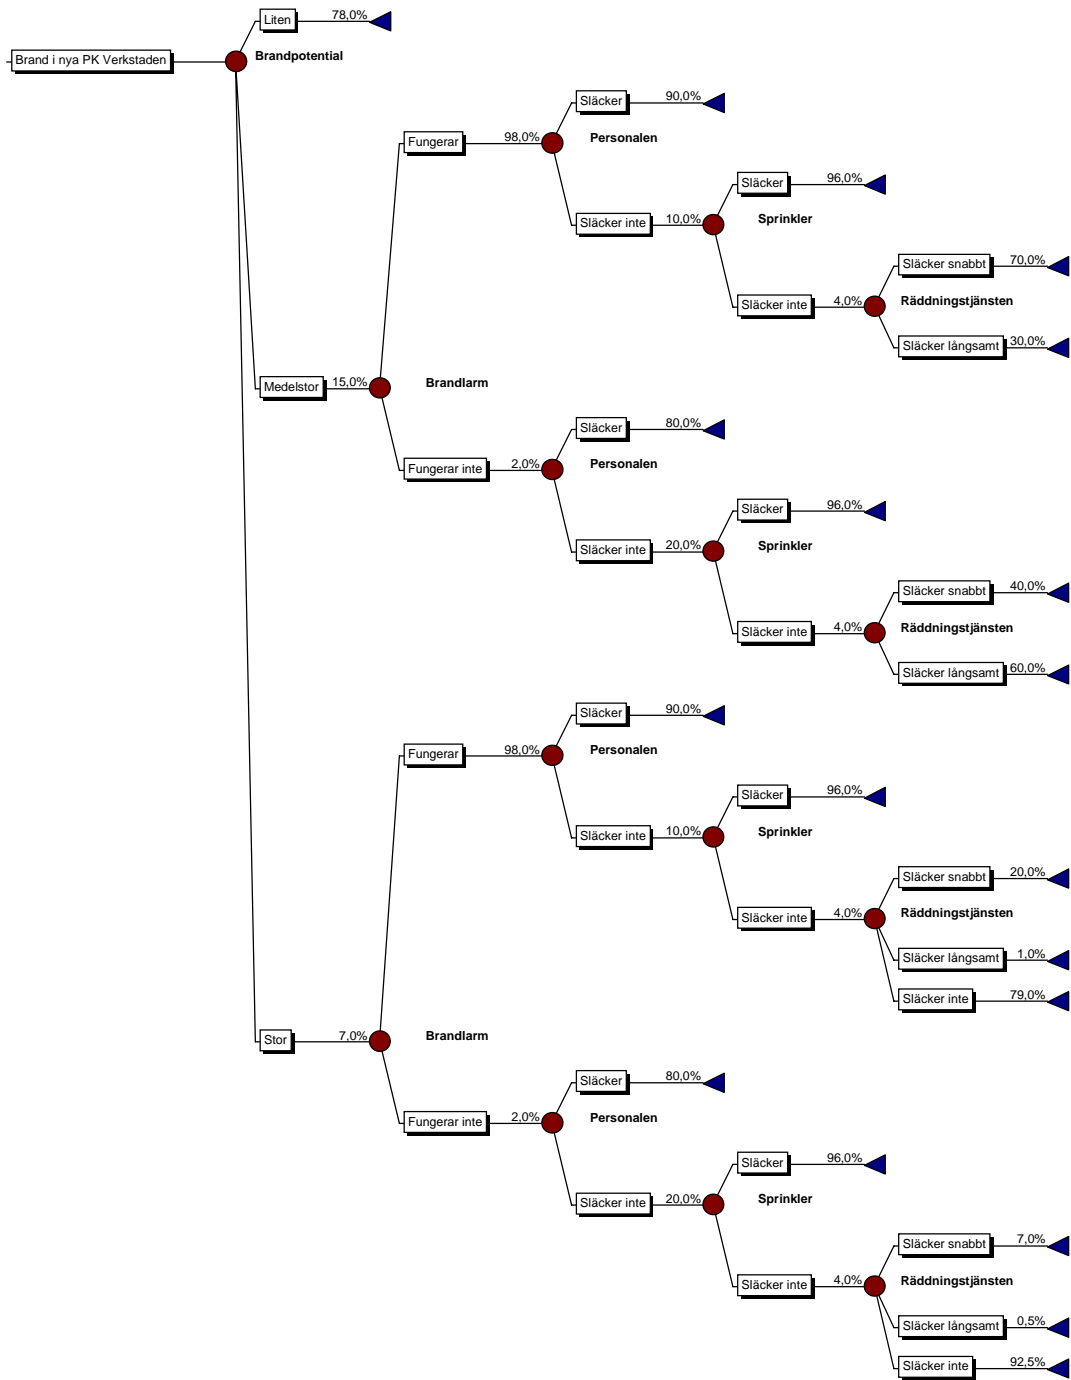 Liten 78,0%
Brandpotential
Brand i nya PK Verkstaden
Släcker 90,0%
Personalen
Fungerar 98,0%
Släcker 96,0%
Sprinkler
Släcker inte 10,0%
Släcker snabbt 70,0%
Räddningstjänsten
Släcker inte 4,0%
Släcker långsamt 30,0%
Medelstor 15,0%
Brandlarm
Släcker 80,0%
Personalen
Fungerar inte 2,0%
Släcker 96,0%
Sprinkler
Släcker inte 20,0%
Släcker snabbt 40,0%
Räddningstjänsten
Släcker inte 4,0%
Släcker långsamt 60,0%
Släcker 90,0%
Personalen
Fungerar 98,0%
Släcker 96,0%
Sprinkler
Släcker inte 10,0%
Släcker snabbt 20,0%
Räddningstjänsten
Släcker inte 4,0%
Släcker långsamt 1,0%
Släcker inte 79,0%
Stor 7,0%
Brandlarm
Släcker 80,0%
Personalen
Fungerar inte 2,0%
Släcker 96,0%
Sprinkler
Släcker inte 20,0%
Släcker snabbt 7,0%
Räddningstjänsten
Släcker inte 4,0%
Släcker långsamt 0,5%
Släcker inte 92,5%